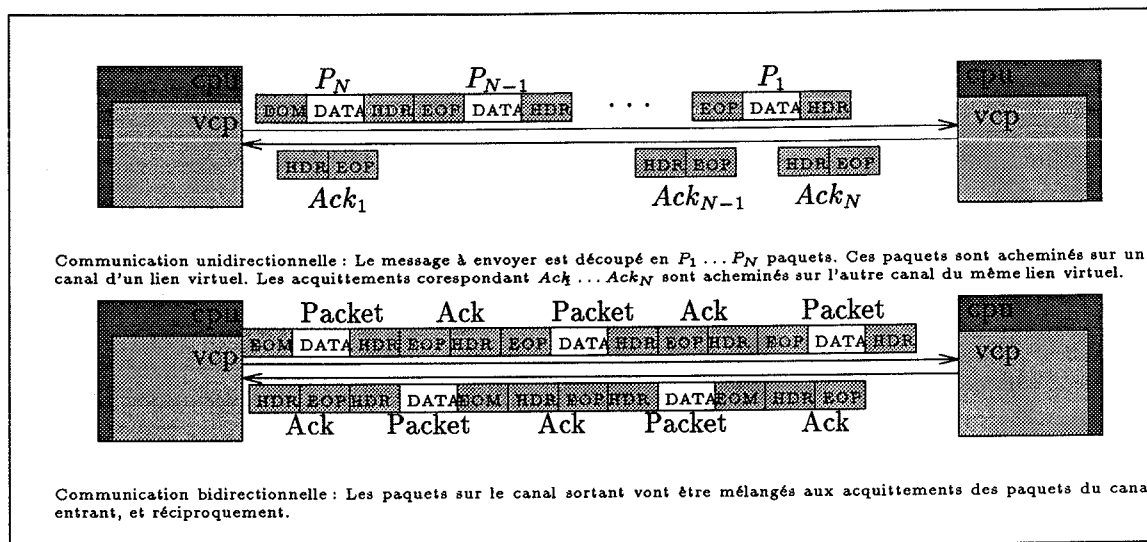 cpu P_N P_{N-1} P_1 cpu
EOM DATA HDR EOP DATA HDR · · · EOP DATA HDR
vcp vcp
HDR EOP HDR EOP HDR EOP
Ack_1 Ack_{N-1} Ack_N
Communication unidirectionnelle : Le message à envoyer est découpé en P_1 ... P_N paquets. Ces paquets sont acheminés sur un
canal d'un lien virtuel. Les acquittements corespondant Ack ... Ack_N sont acheminés sur l'autre canal du même lien virtuel.
cpu Packet Ack Packet Ack Packet cpu
EOM DATA HDR EOP HDR EOP DATA HDR EOP HDR EOP DATA HDR
vcp vcp
HDR EOP HDR DATA EOM HDR EOP HDR DATA EOM HDR EOP
Ack Packet Ack Packet Ack
Communication bidirectionnelle : Les paquets sur le canal sortant vont être mélangés aux acquittements des paquets du cana
entrant, et réciproquement.